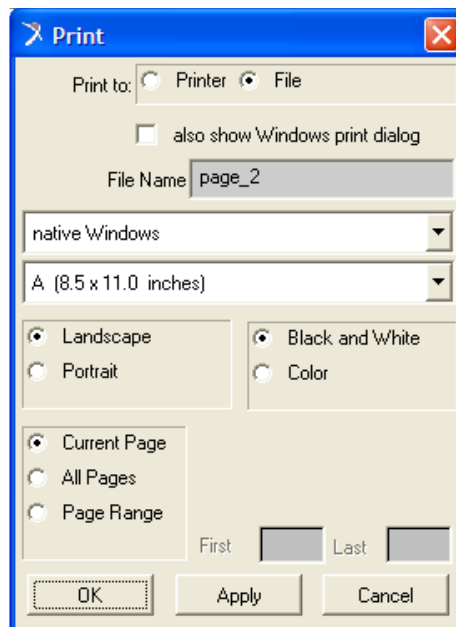 Print
Print to: Printer File
also show Windows print dialog
File Name page_2
native Windows
A (8.5 x 11.0 inches)
Landscape Black and White
Portrait Color
Current Page
All Pages
Page Range
First Last
OK Apply Cancel